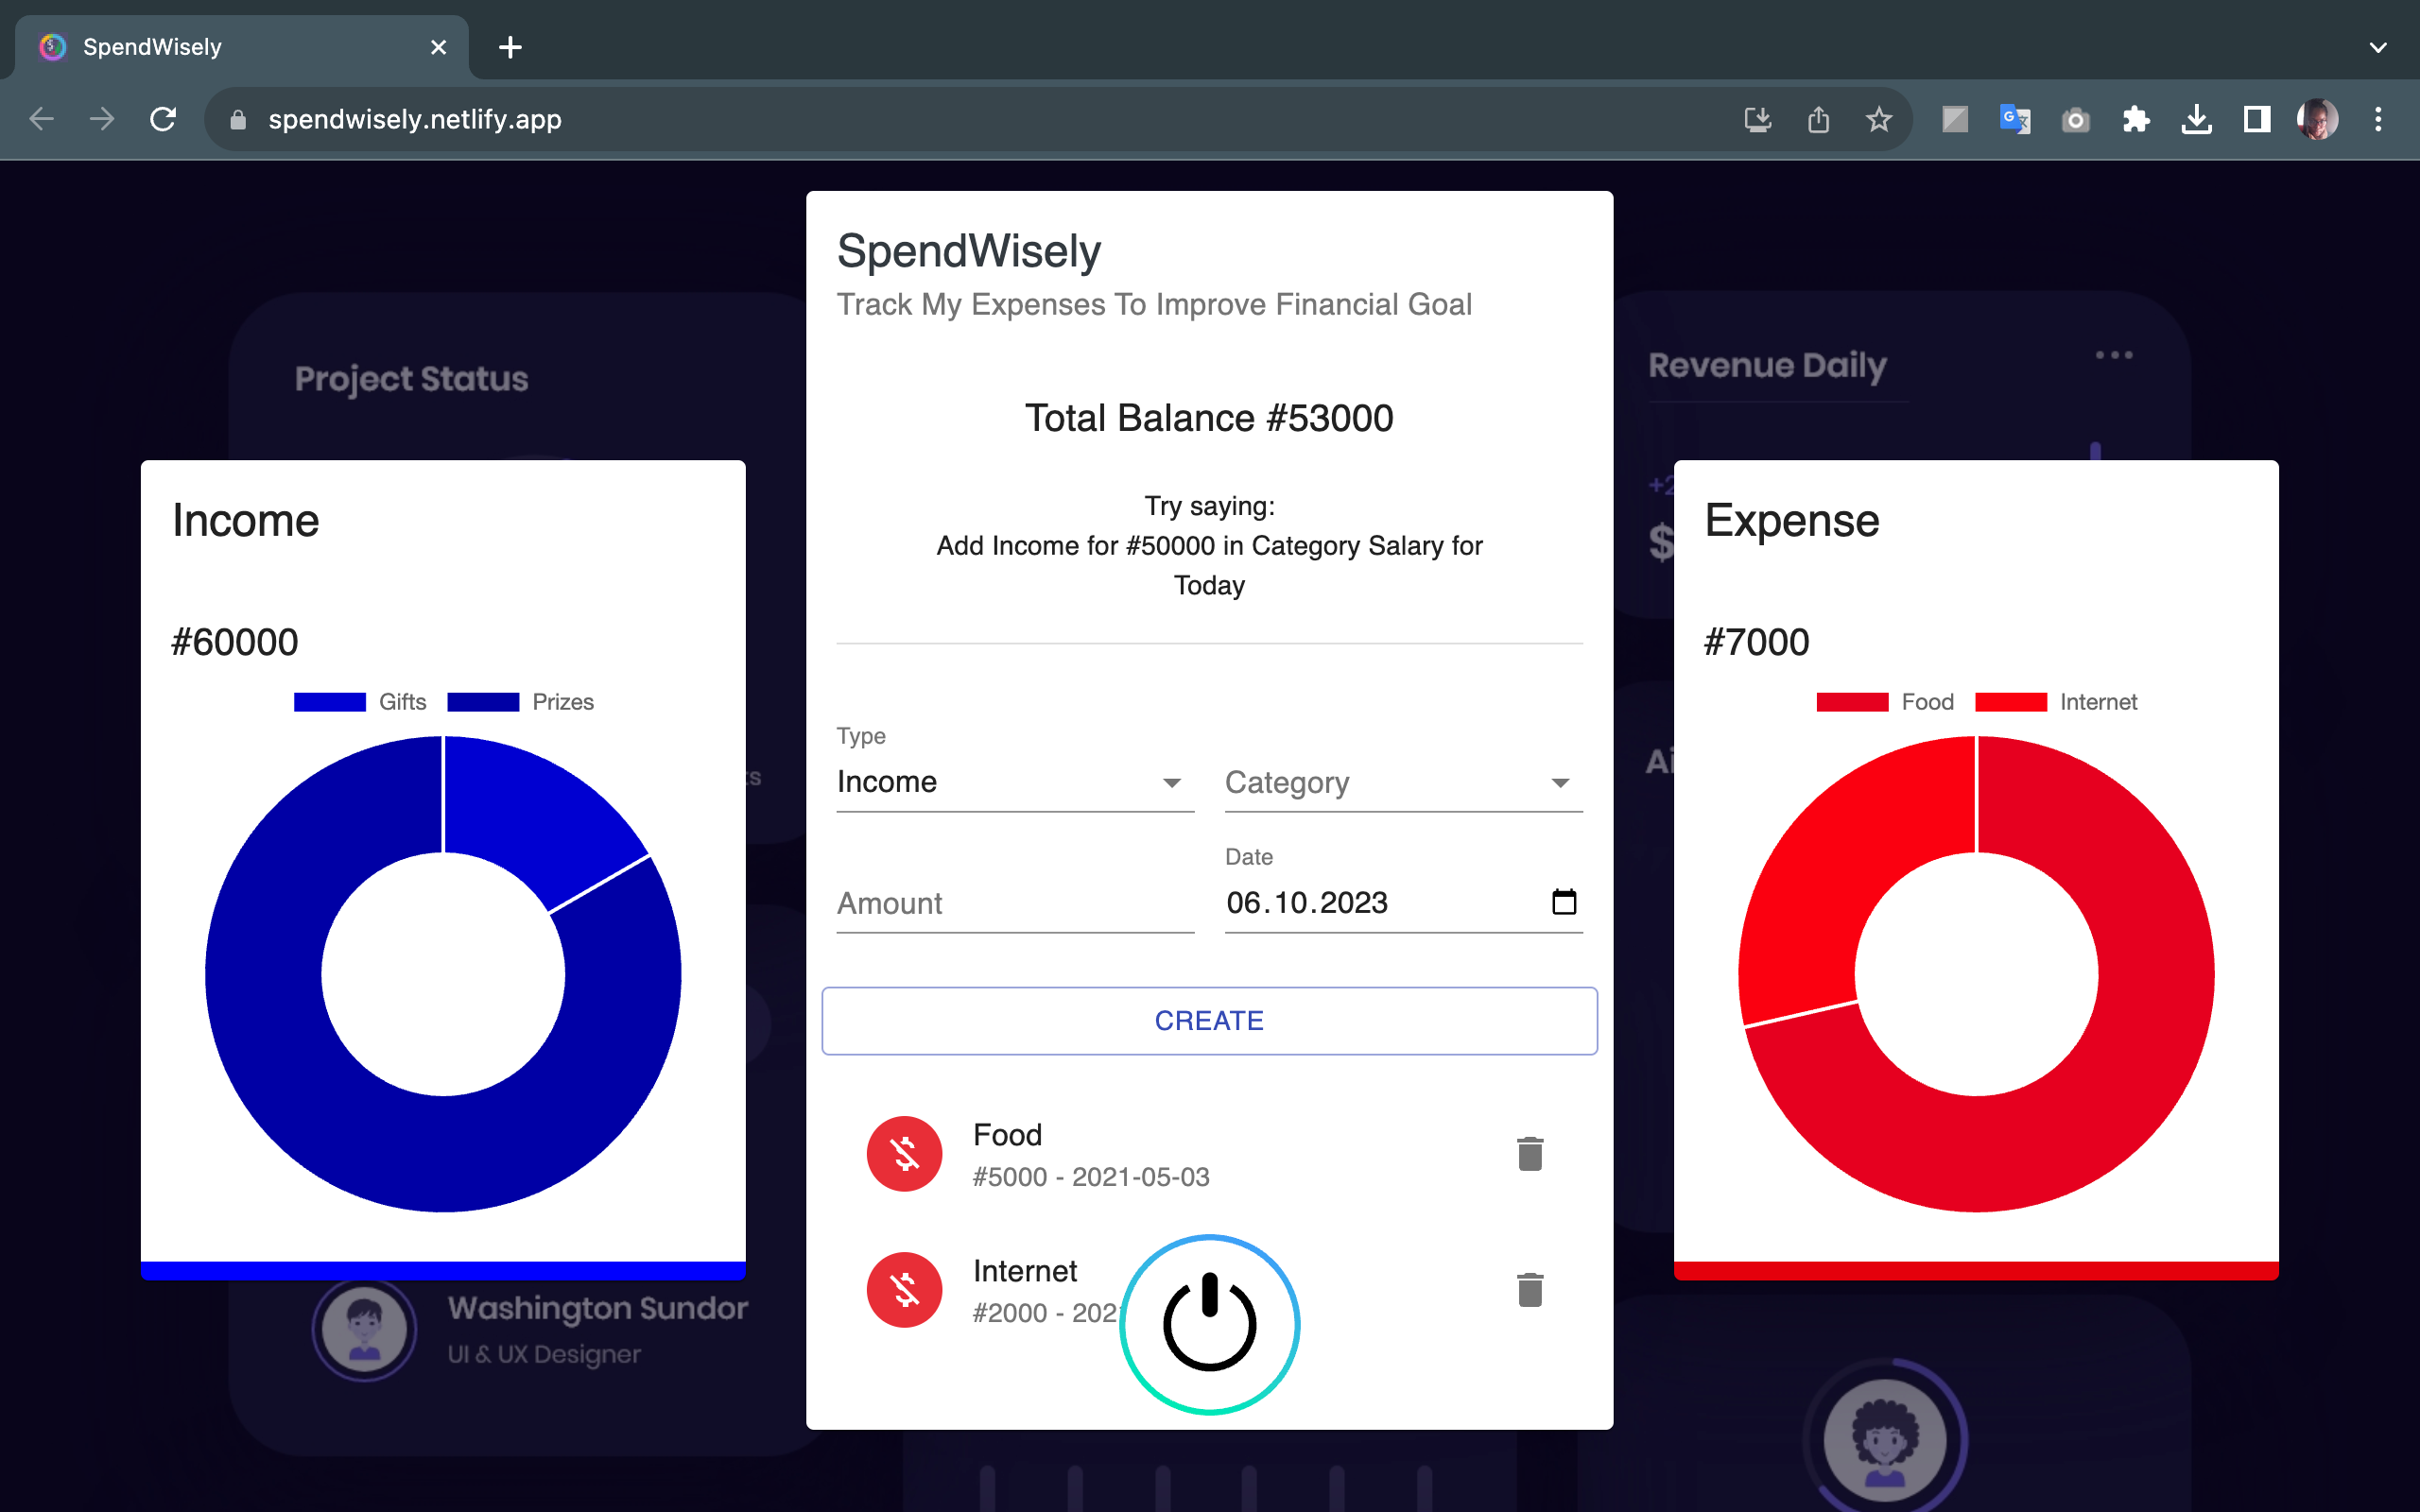 SpendWisely
spendwisely.netlify.app
SpendWisely
Track My Expenses To Improve Financial Goal
Total Balance #53000
Try saying:
Add Income for #50000 in Category Salary for
Today
Type
Income
Category
Amount
Date
06.10.2023
CREATE
Food
#5000 - 2021-05-03
Internet
#2000 - 202
Project Status
Income
#60000
Gifts
Prizes
Washington Sundor
UI & UX Designer
Revenue Daily
Expense
#7000
Food
Internet